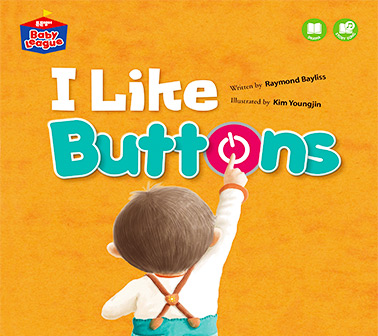 Baby
League
I Like
Buttons
Written by Raymond Bayliss
Illustrated by Kim Youngjin